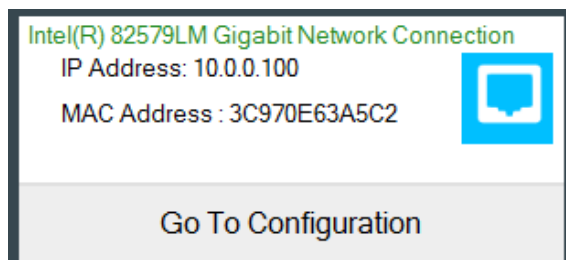 Intel(R) 82579LM Gigabit Network Connection
IP Address: 10.0.0.100
MAC Address : 3C970E63A5C2
Go To Configuration